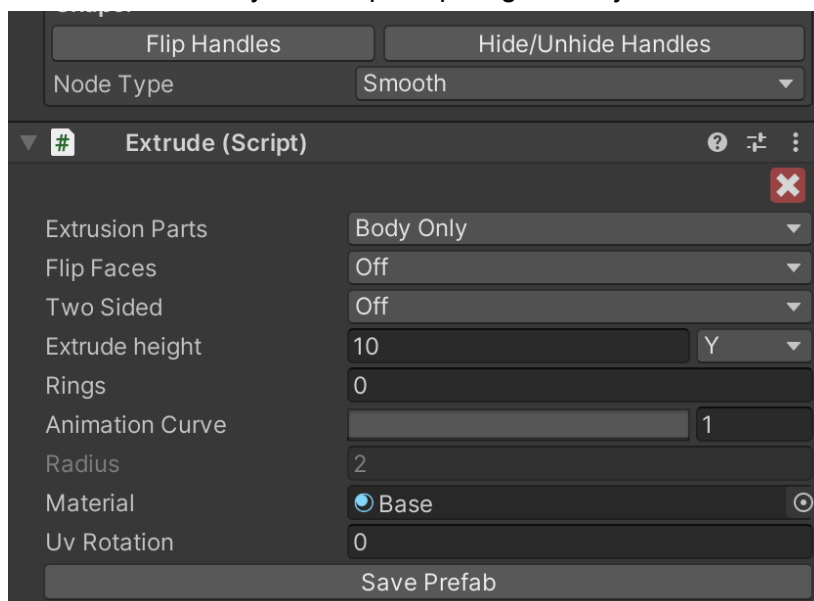 Flip Handles Hide/Unhide Handles
Node Type Smooth
# Extrude (Script)
Extrusion Parts Body Only
Flip Faces Off
Two Sided Off
Extrude height 10 Y
Rings 0
Animation Curve 1
Radius 2
Material Base
Uv Rotation 0
Save Prefab